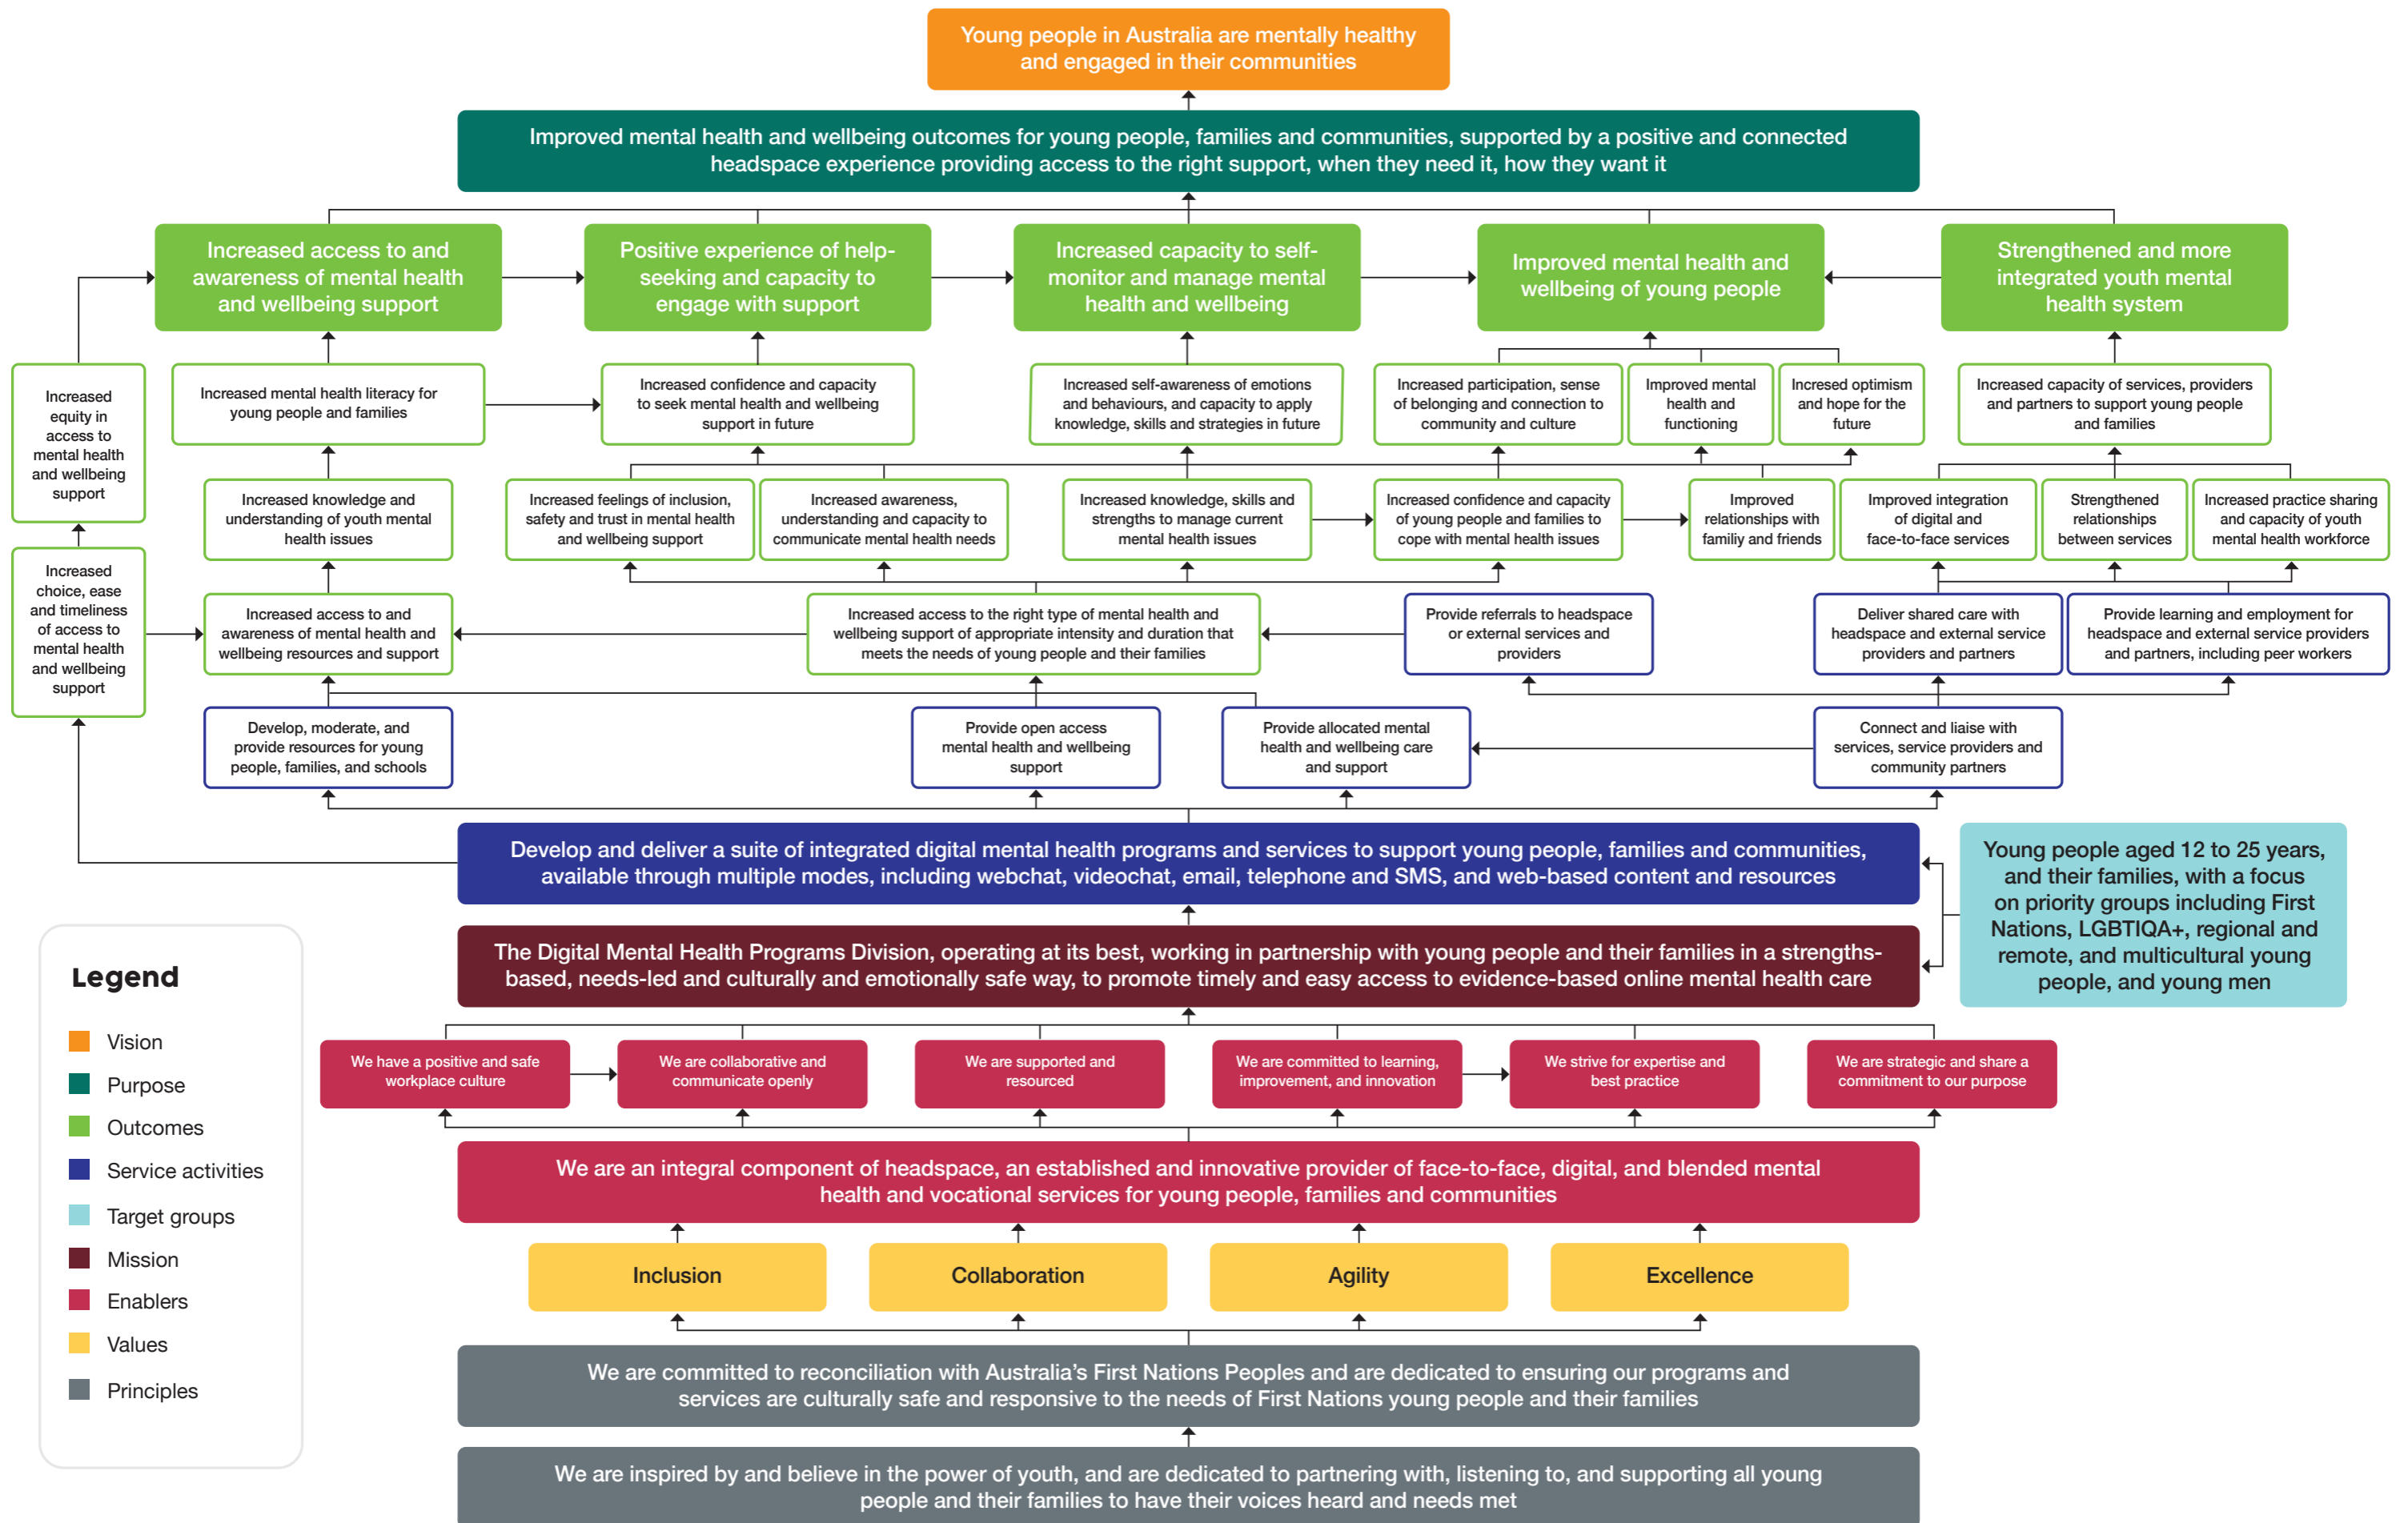 Young people in Australia are mentally healthy
and engaged in their communities
Improved mental health and wellbeing outcomes for young people, families and communities, supported by a positive and connected
headspace experience providing access to the right support, when they need it, how they want it
Increased access to and
awareness of mental health
and wellbeing support
Positive experience of help-
seeking and capacity to
engage with support
Increased capacity to self-
monitor and manage mental
health and wellbeing
Improved mental health and
wellbeing of young people
Strengthened and more
integrated youth mental
health system
Increased
equity in
access to
mental health
and wellbeing
support
Increased mental health literacy for
young people and families
Increased confidence and capacity
to seek mental health and wellbeing
support in future
Increased self-awareness of emotions
and behaviours, and capacity to apply
knowledge, skills and strategies in future
Increased participation, sense
of belonging and connection to
community and culture
Improved mental
health and
functioning
Incresed optimism
and hope for the
future
Increased capacity of services, providers
and partners to support young people
and families
Increased knowledge and
understanding of youth mental
health issues
Increased feelings of inclusion,
safety and trust in mental health
and wellbeing support
Increased awareness,
understanding and capacity to
communicate mental health needs
Increased knowledge, skills and
strengths to manage current
mental health issues
Increased confidence and capacity
of young people and families to
cope with mental health issues
Improved
relationships with
familiy and friends
Improved integration
of digital and
face-to-face services
Strengthened
relationships
between services
Increased practice sharing
and capacity of youth
mental health workforce
Increased
choice, ease
and timeliness
of access to
mental health
and wellbeing
support
Increased access to and
awareness of mental health and
wellbeing resources and support
Increased access to the right type of mental health and
wellbeing support of appropriate intensity and duration that
meets the needs of young people and their families
Provide referrals to headspace
or external services and
providers
Deliver shared care with
headspace and external service
providers and partners
Provide learning and employment for
headspace and external service providers
and partners, including peer workers
Develop, moderate, and
provide resources for young
people, families, and schools
Provide open access
mental health and wellbeing
support
Provide allocated mental
health and wellbeing care
and support
Connect and liaise with
services, service providers and
community partners
Develop and deliver a suite of integrated digital mental health programs and services to support young people, families and communities,
available through multiple modes, including webchat, videochat, email, telephone and SMS, and web-based content and resources
Young people aged 12 to 25 years,
and their families, with a focus
on priority groups including First
Nations, LGBTIQA+, regional and
remote, and multicultural young
people, and young men
The Digital Mental Health Programs Division, operating at its best, working in partnership with young people and their families in a strengths-
based, needs-led and culturally and emotionally safe way, to promote timely and easy access to evidence-based online mental health care
We have a positive and safe
workplace culture
We are collaborative and
communicate openly
We are supported and
resourced
We are committed to learning,
improvement, and innovation
We strive for expertise and
best practice
We are strategic and share a
commitment to our purpose
We are an integral component of headspace, an established and innovative provider of face-to-face, digital, and blended mental
health and vocational services for young people, families and communities
Inclusion
Collaboration
Agility
Excellence
We are committed to reconciliation with Australia's First Nations Peoples and are dedicated to ensuring our programs and
services are culturally safe and responsive to the needs of First Nations young people and their families
We are inspired by and believe in the power of youth, and are dedicated to partnering with, listening to, and supporting all young
people and their families to have their voices heard and needs met
Legend
Vision
Purpose
Outcomes
Service activities
Target groups
Mission
Enablers
Values
Principles